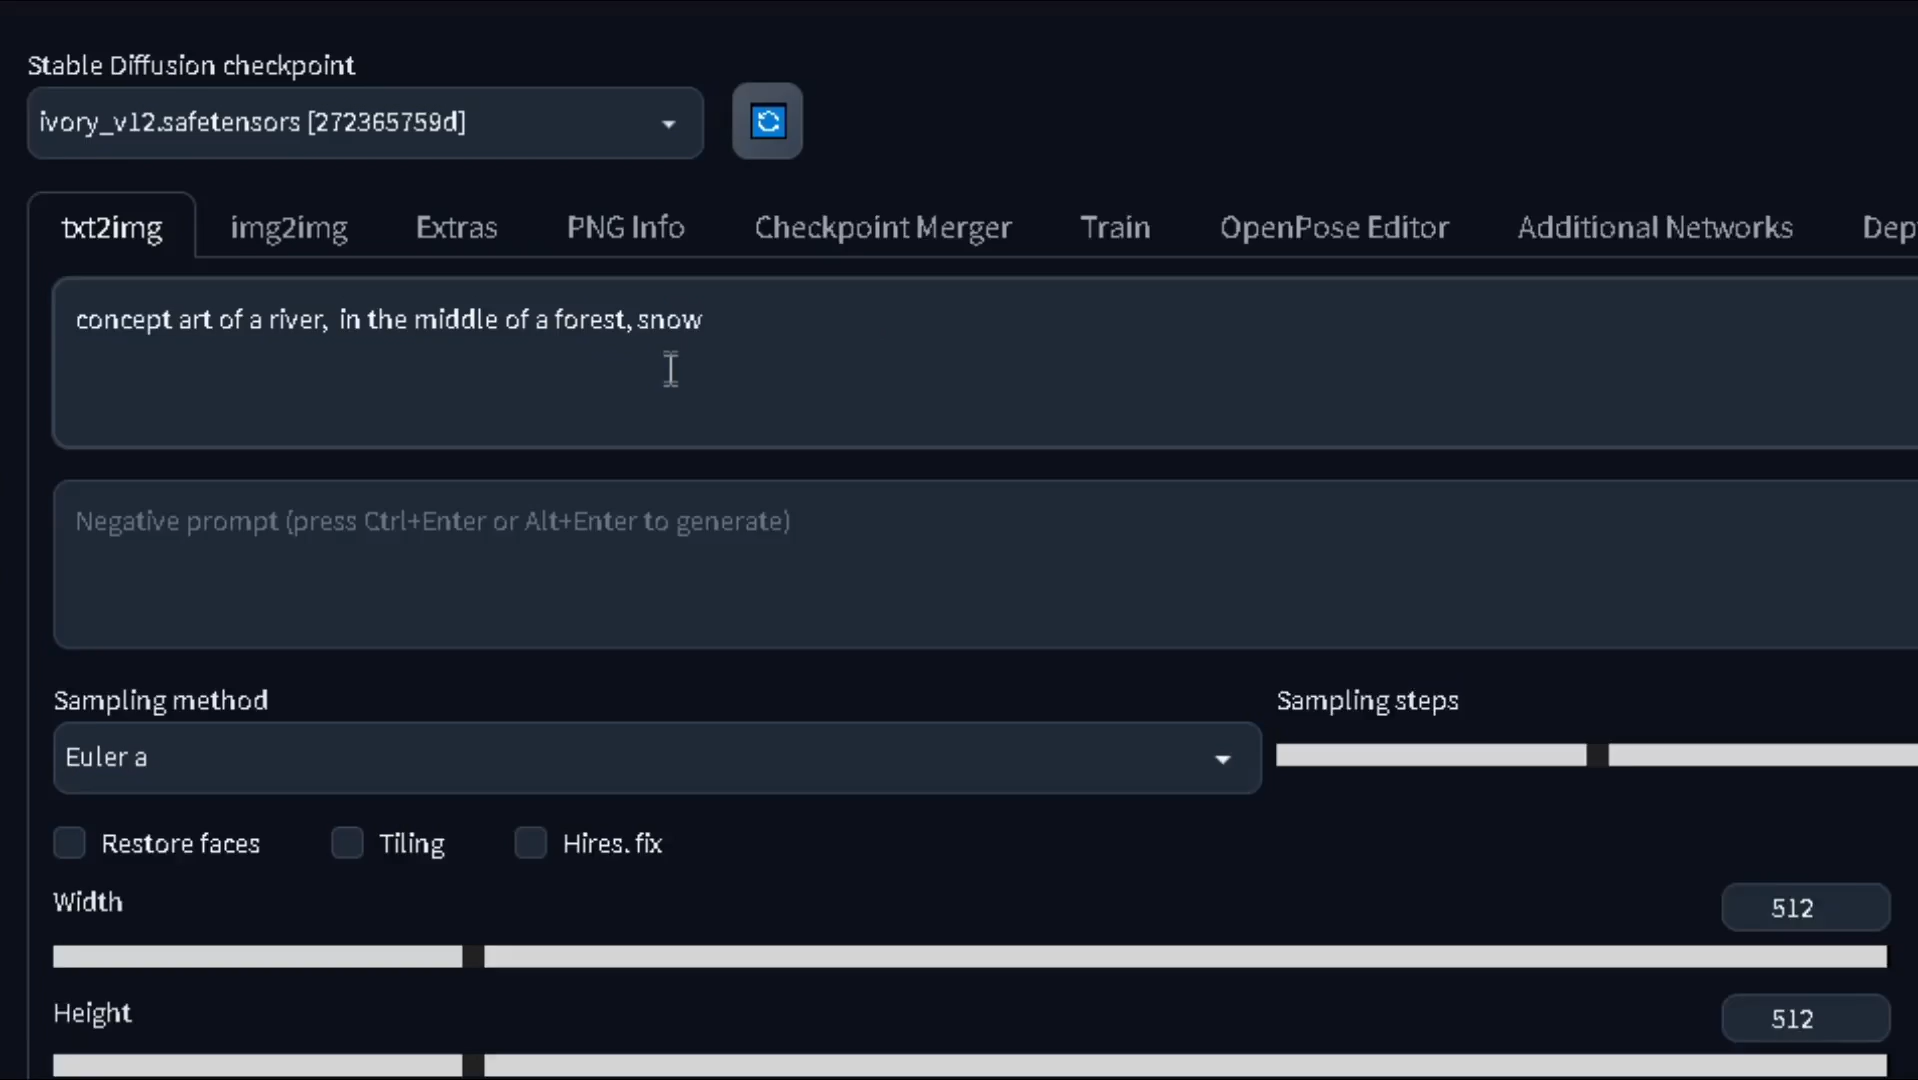 Stable Diffusion checkpoint
ivory_v12.safetensors [272365759d]
txt2img img2img Extras PNG Info Checkpoint Merger Train OpenPose Editor Additional Networks Dep
concept art of a river,  in the middle of a forest, snow
Negative prompt (press Ctrl+Enter or Alt+Enter to generate)
Sampling method Sampling steps
Euler a
Restore faces Tiling Hires. fix
Width 512
Height 512